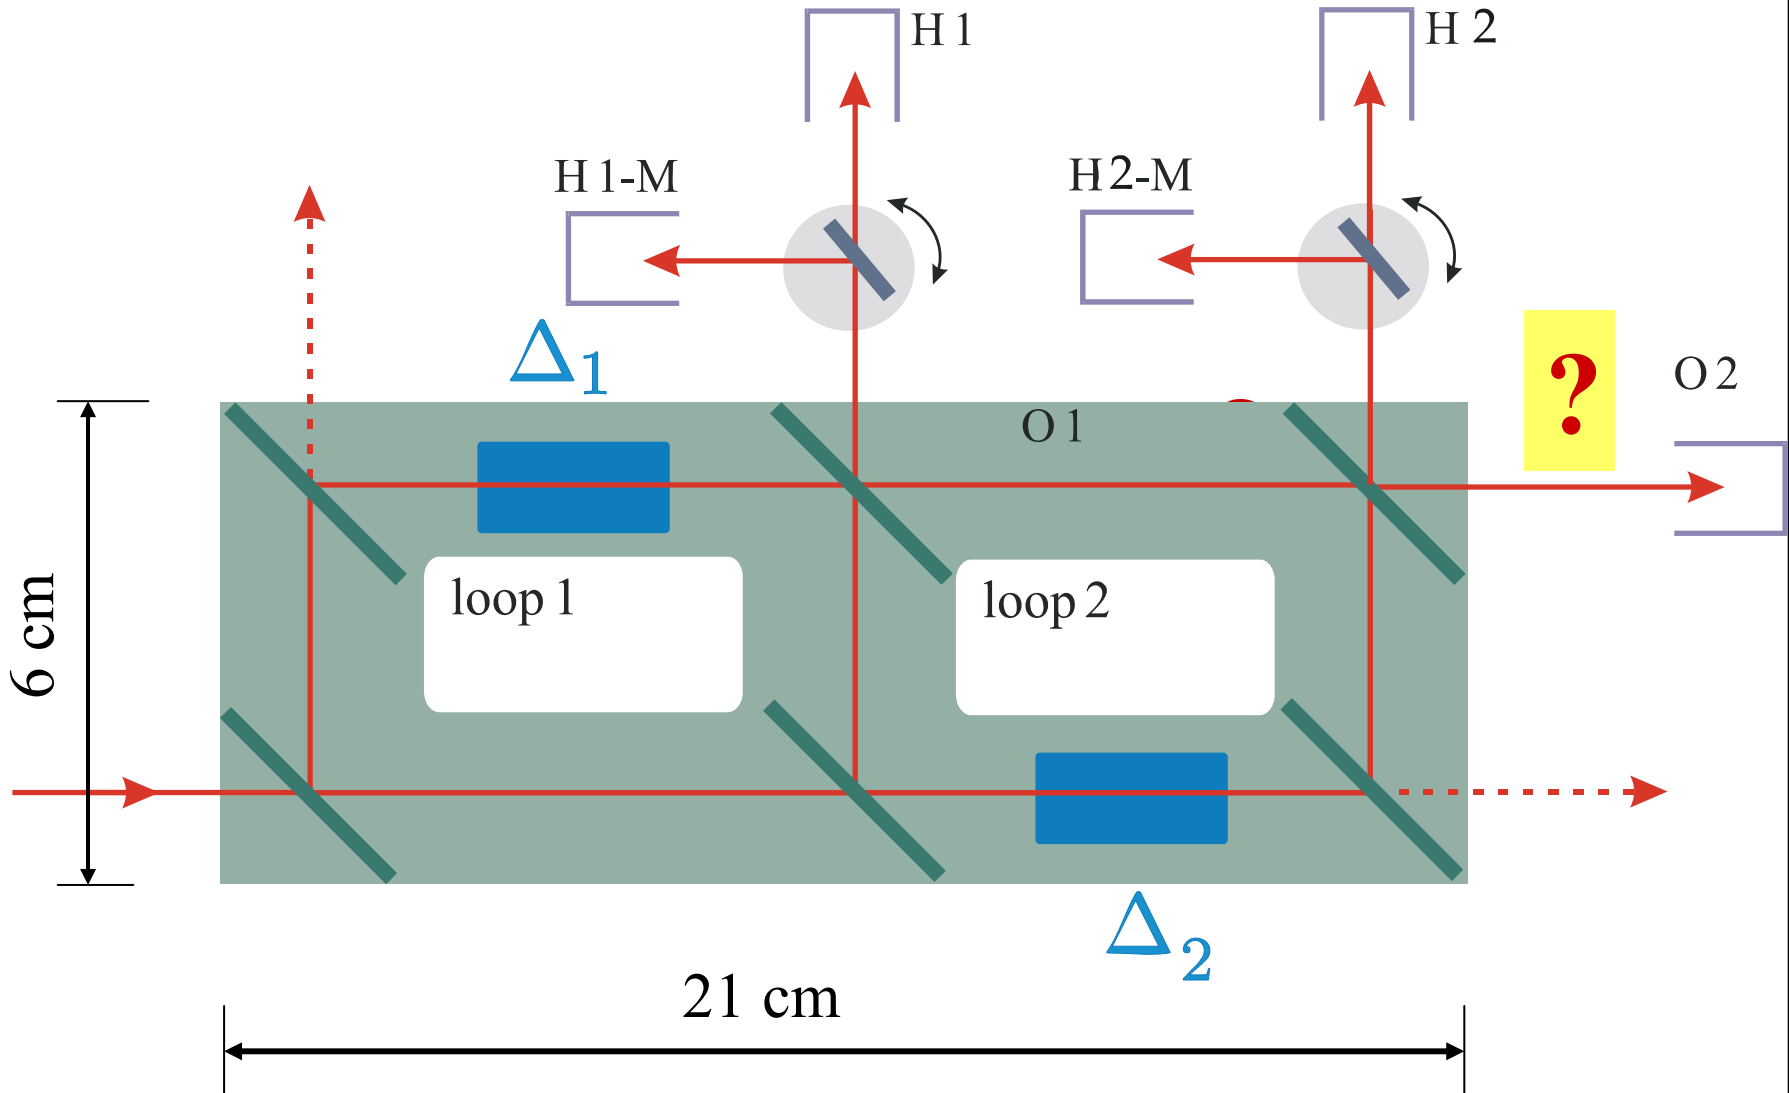 H 1
H 2
H 1-M
H 2-M
Δ1
?
O 2
O 1
loop 1
loop 2
6 cm
Δ2
21 cm